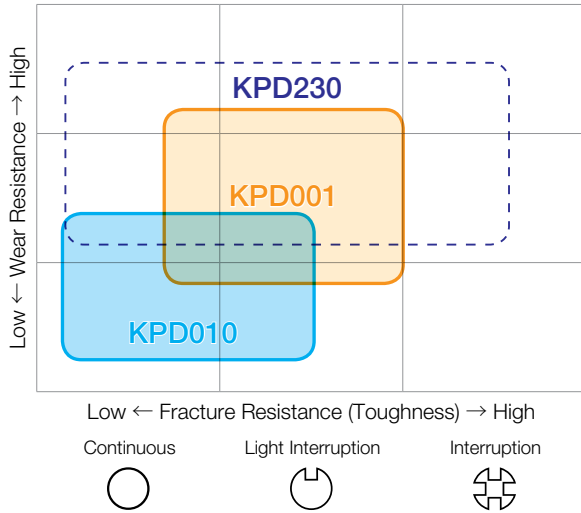 KPD230
KPD001
KPD010
Low ← Wear Resistance → High
Low ← Fracture Resistance (Toughness) → High
Continuous
Light Interruption
Interruption